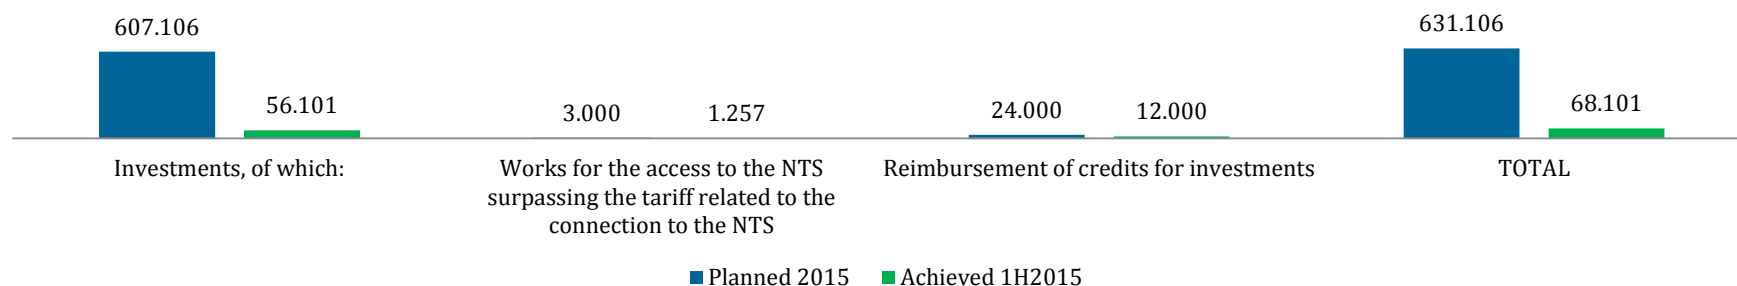 607.106
56.101
3.000
1.257
24.000
12.000
631.106
68.101
Investments, of which:
Works for the access to the NTS
surpassing the tariff related to the
connection to the NTS
Reimbursement of credits for investments
TOTAL
Planned 2015
Achieved 1H2015